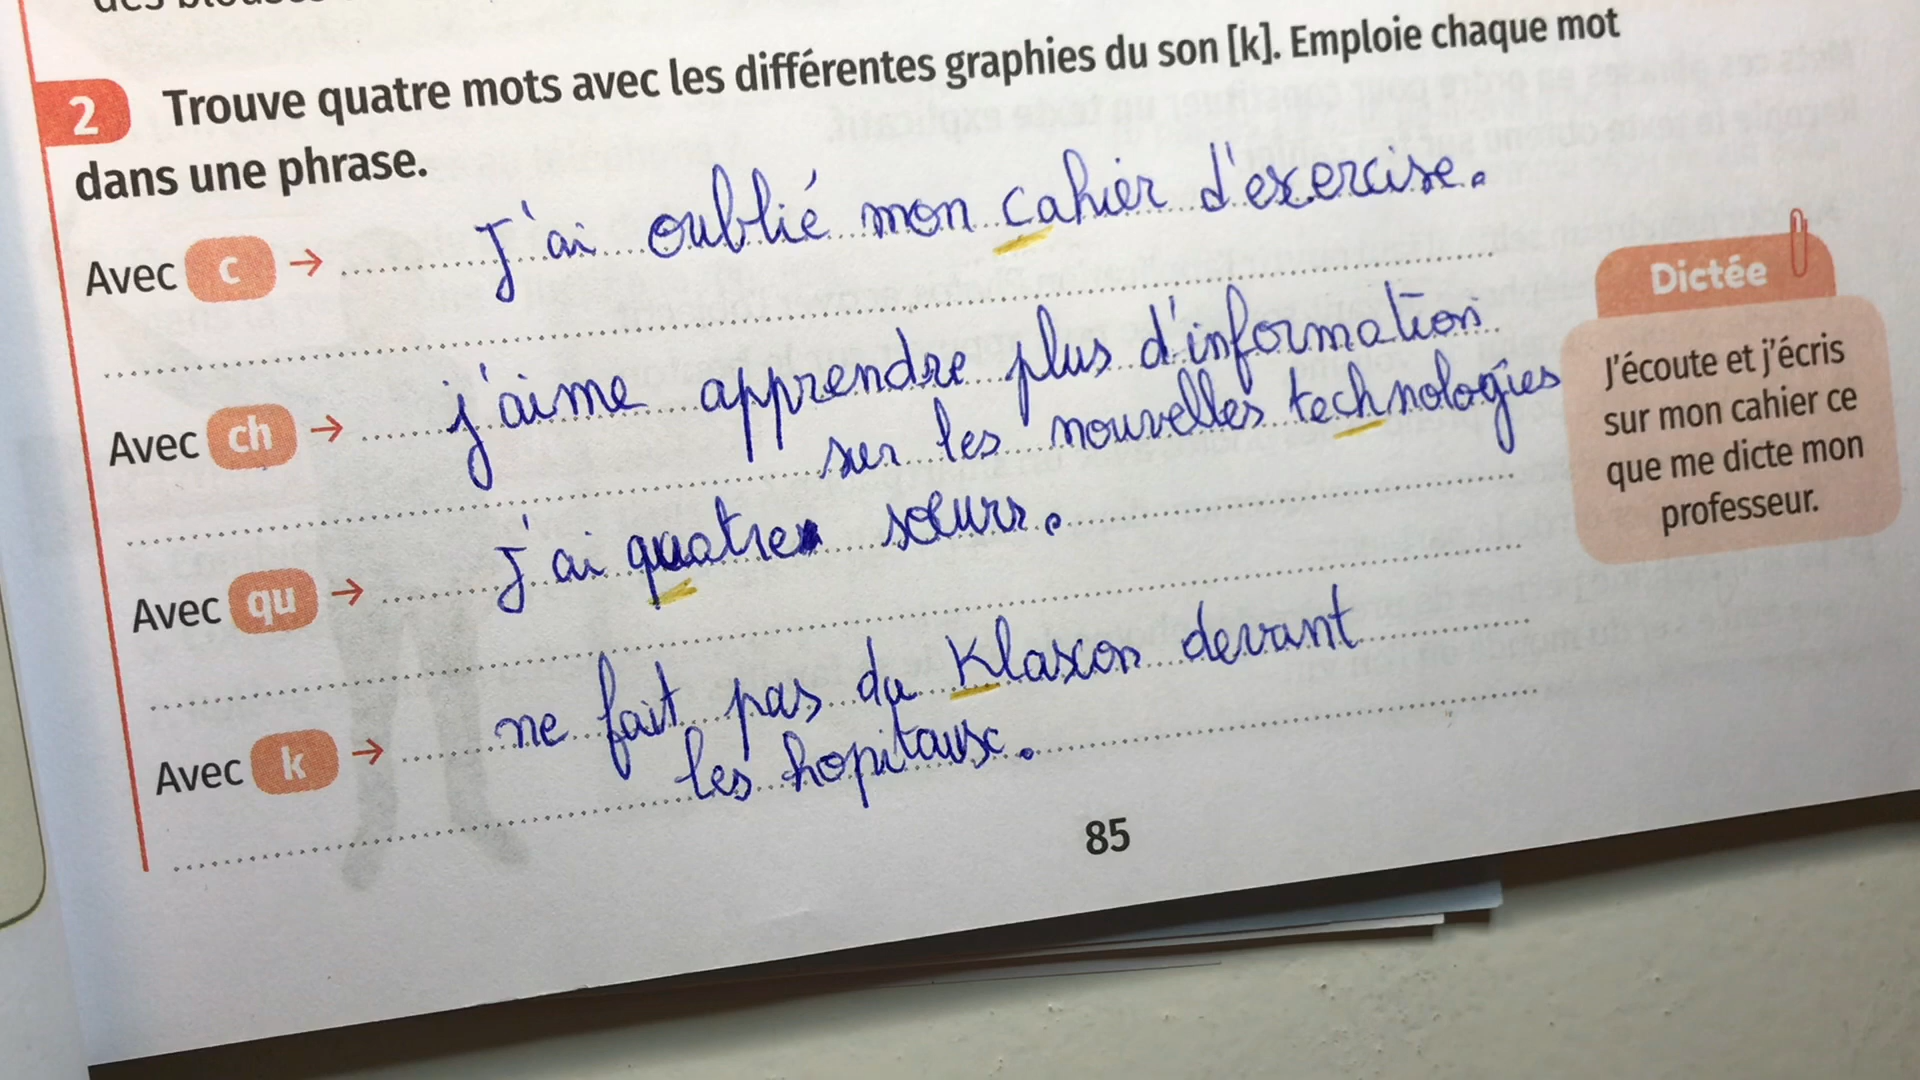 2 Trouve quatre mots avec les différentes graphies du son [k]. Emploie chaque mot
dans une phrase.
Avec c → J'ai oublié mon cahier d'exercise.
Avec ch → j'aime apprendre plus d'information
sur les nouvelles technologies
Avec qu → J'ai quatre sœurs.
Avec k → ne fait pas du Klaxon devant
les hopitaux.
Dictée
J'écoute et j'écris
sur mon cahier ce
que me dicte mon
professeur.
85